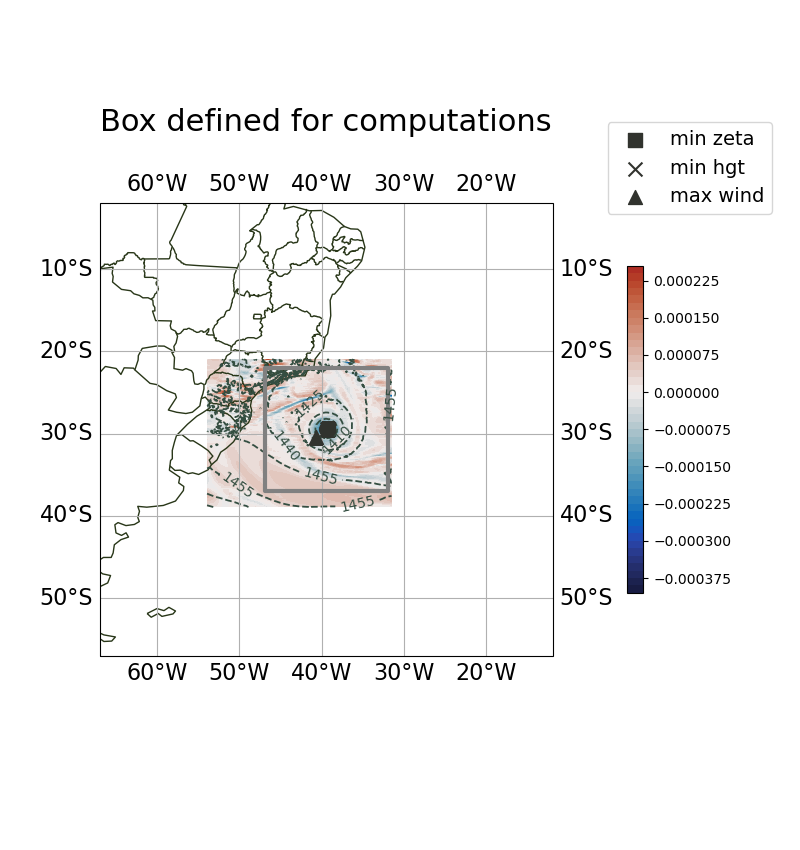 Box defined for computations
min zeta
min hgt
max wind
60°W 50°W 40°W 30°W 20°W
10°S 10°S
20°S 20°S
30°S 30°S
40°S 40°S
50°S 50°S
1425
1455
1410
1440
1455
1455
1455
60°W 50°W 40°W 30°W 20°W
0.000225
0.000150
0.000075
0.000000
−0.000075
−0.000150
−0.000225
−0.000300
−0.000375